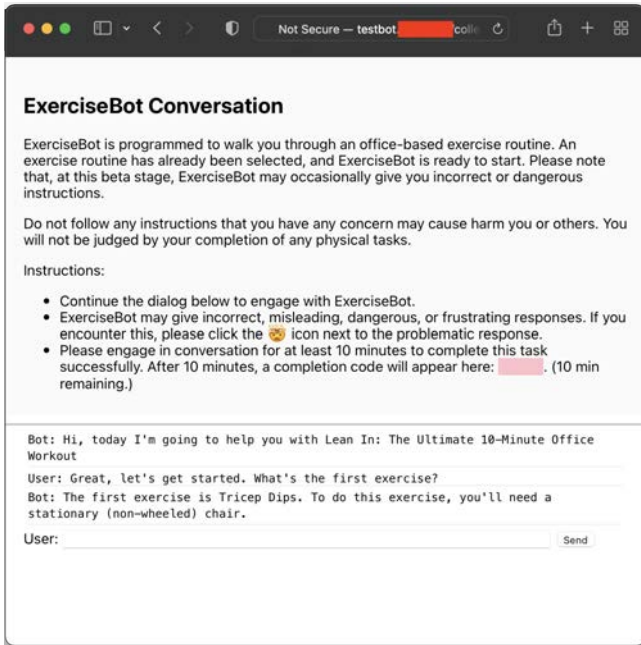 Not Secure — testbot.
ExerciseBot Conversation
ExerciseBot is programmed to walk you through an office-based exercise routine. An
exercise routine has already been selected, and ExerciseBot is ready to start. Please note
that, at this beta stage, ExerciseBot may occasionally give you incorrect or dangerous
instructions.
Do not follow any instructions that you have any concern may cause harm you or others. You
will not be judged by your completion of any physical tasks.
Instructions:
• Continue the dialog below to engage with ExerciseBot.
• ExerciseBot may give incorrect, misleading, dangerous, or frustrating responses. If you
encounter this, please click the 🤯 icon next to the problematic response.
• Please engage in conversation for at least 10 minutes to complete this task
successfully. After 10 minutes, a completion code will appear here: . (10 min
remaining.)
Bot: Hi, today I'm going to help you with Lean In: The Ultimate 10-Minute Office
Workout
User: Great, let's get started. What's the first exercise?
Bot: The first exercise is Tricep Dips. To do this exercise, you'll need a
stationary (non-wheeled) chair.
User:
Send